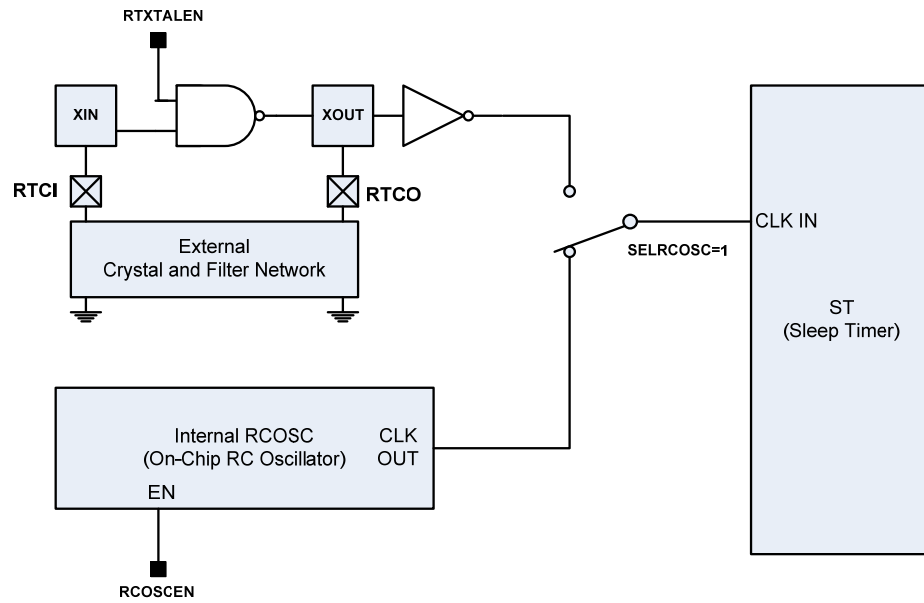 RTXTALEN
XIN
XOUT
RTCI
RTCO
External
Crystal and Filter Network
SELRCOSC=1
CLK IN
ST
(Sleep Timer)
Internal RCOSC
(On-Chip RC Oscillator)
CLK
OUT
EN
RCOSCEN